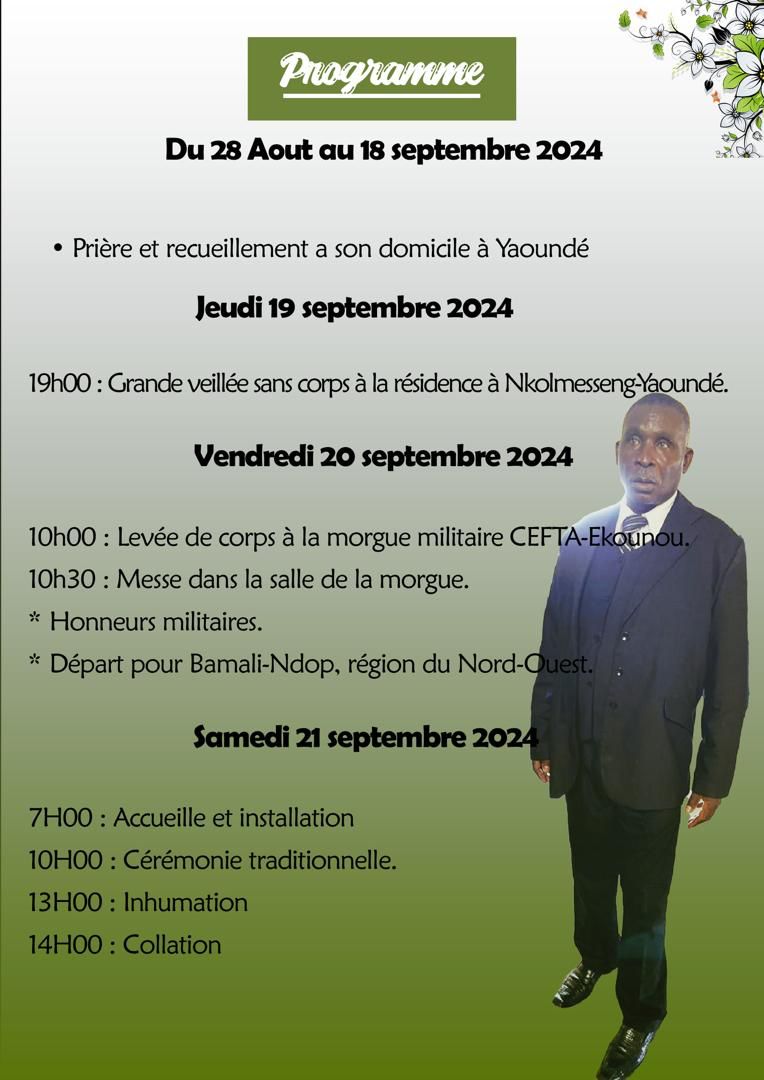 Programme
Du 28 Aout au 18 septembre 2024
• Prière et recueillement a son domicile à Yaoundé
Jeudi 19 septembre 2024
19h00 : Grande veillée sans corps à la résidence à Nkolmesseng-Yaoundé.
Vendredi 20 septembre 2024
10h00 : Levée de corps à la morgue militaire CEFTA-Ekounou.
10h30 : Messe dans la salle de la morgue.
* Honneurs militaires.
* Départ pour Bamali-Ndop, région du Nord-Ouest.
Samedi 21 septembre 2024
7H00 : Accueille et installation
10H00 : Cérémonie traditionnelle.
13H00 : Inhumation
14H00 : Collation